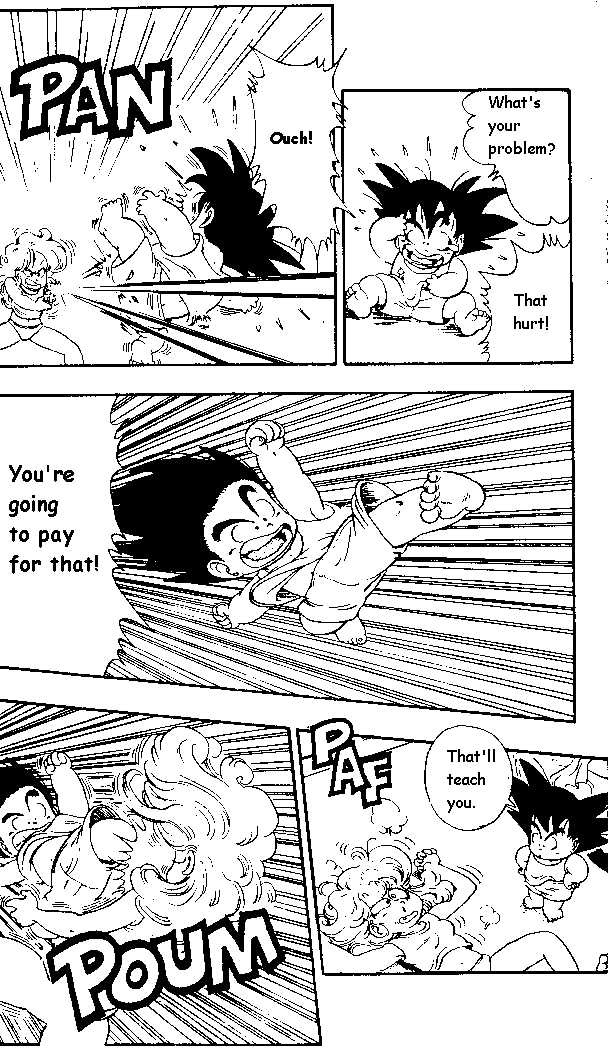 What's
your
problem?
That
hurt!
Ouch!
PAN
You're
going
to pay
for that!
That'll
teach
you.
PAF
POUM